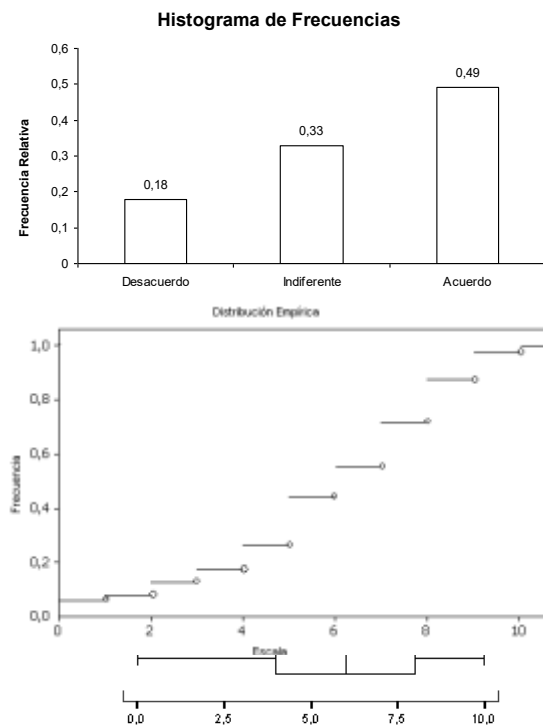 Histograma de Frecuencias
0,6
0,5
0,4
0,3
0,2
0,1
0
Frecuencia Relativa
0,18
0,33
0,49
Desacuerdo Indiferente Acuerdo
Distribución Empírica
1,0
0,8
0,6
0,4
0,2
0,0
Frecuencia
0 2 4 6 8 10
Escala
0,0 2,5 5,0 7,5 10,0